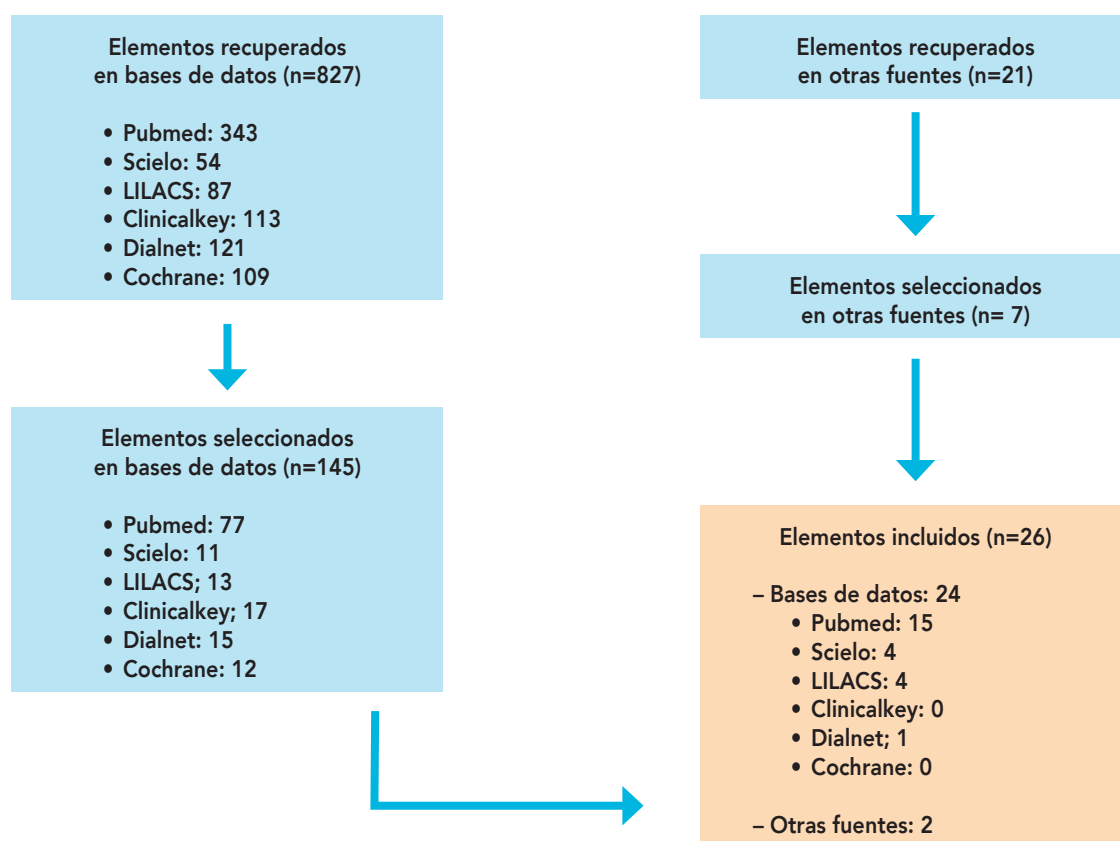 Elementos recuperados
en bases de datos (n=827)
• Pubmed: 343
• Scielo: 54
• LILACS: 87
• Clinicalkey: 113
• Dialnet: 121
• Cochrane: 109
Elementos seleccionados
en bases de datos (n=145)
• Pubmed: 77
• Scielo: 11
• LILACS; 13
• Clinicalkey; 17
• Dialnet: 15
• Cochrane: 12
Elementos recuperados
en otras fuentes (n=21)
Elementos seleccionados
en otras fuentes (n= 7)
Elementos incluidos (n=26)
– Bases de datos: 24
• Pubmed: 15
• Scielo: 4
• LILACS: 4
• Clinicalkey: 0
• Dialnet; 1
• Cochrane: 0
– Otras fuentes: 2